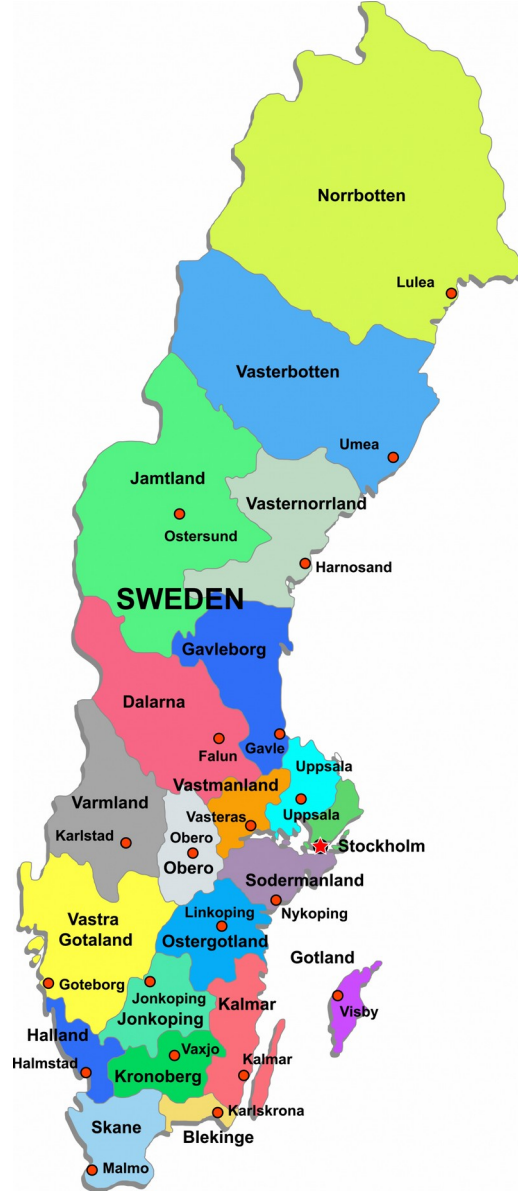 Norrbotten
Lulea
Vasterbotten
Umea
Jamtland
Vasternorrland
Ostersund
Harnosand
SWEDEN
Gavleborg
Dalarna
Falun
Gavle
Uppsala
Vastmanland
Varmland
Uppsala
Vasteras
Karlstad
Obero
Stockholm
Obero
Sodermanland
Linkoping
Nykoping
Vastra
Gotaland
Ostergotland
Gotland
Goteborg
Jonkoping
Kalmar
Visby
Jonkoping
Halland
Vaxjo
Halmstad
Kalmar
Kronoberg
Karlskrona
Skane
Blekinge
Malmo